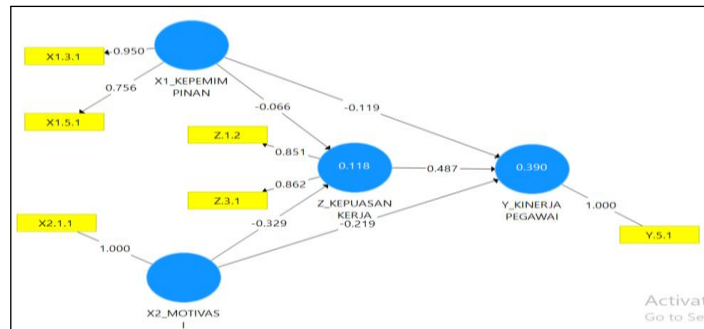 X1.3.1
0.950
X1_KEPEMIM
PINAN
0.756
X1.5.1
-0.066
-0.119
Z.1.2
0.851
0.118
0.487
0.390
0.862
Z.3.1
Z_KEPUASAN
KERJA
Y_KINERJA
PEGAWAI
X2.1.1
-0.329
-0.219
1.000
1.000
Y.5.1
X2_MOTIVAS
I
Activat
Go to Se